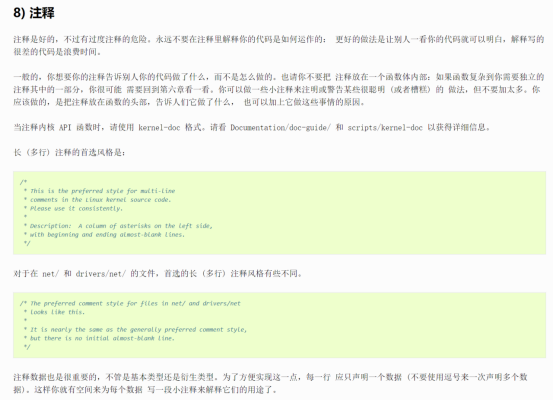 8) 注释
注释是好的，不过有过度注释的危险。永远不要在注释里解释你的代码是如何运作的： 更好的做法是让别人一看你的代码就可以明白，解释写的
很差的代码是浪费时间。
一般的，你想要你的注释告诉别人你的代码做了什么，而不是怎么做的。也请你不要把 注释放在一个函数体内部：如果函数复杂到你需要独立的
注释其中的一部分，你很可能 需要回到第六章看一看。你可以做一些小注释来注明或警告某些很聪明 (或者槽糕) 的 做法，但不要加太多。你
应该做的，是把注释放在函数的头部，告诉人们它做了什么， 也可以加上它做这些事情的原因。
当注释内核 API 函数时，请使用 kernel-doc 格式。请看 Documentation/doc-guide/ 和 scripts/kernel-doc 以获得详细信息。
长 (多行) 注释的首选风格是：
/*
 * This is the preferred style for multi-line
 * comments in the Linux kernel source code.
 * Please use it consistently.
 *
 * Description:  A column of asterisks on the left side,
 * with beginning and ending almost-blank lines.
 */
对于在 net/ 和 drivers/net/ 的文件，首选的长 (多行) 注释风格有些不同。
/* The preferred comment style for files in net/ and drivers/net
 * looks like this.
 *
 * It is nearly the same as the generally preferred comment style,
 * but there is no initial almost-blank line.
 */
注释数据也是很重要的，不管是基本类型还是衍生类型。为了方便实现这一点，每一行 应只声明一个数据 (不要使用逗号来一次声明多个数
据)。这样你就有空间来为每个数据 写一段小注释来解释它们的用途了。